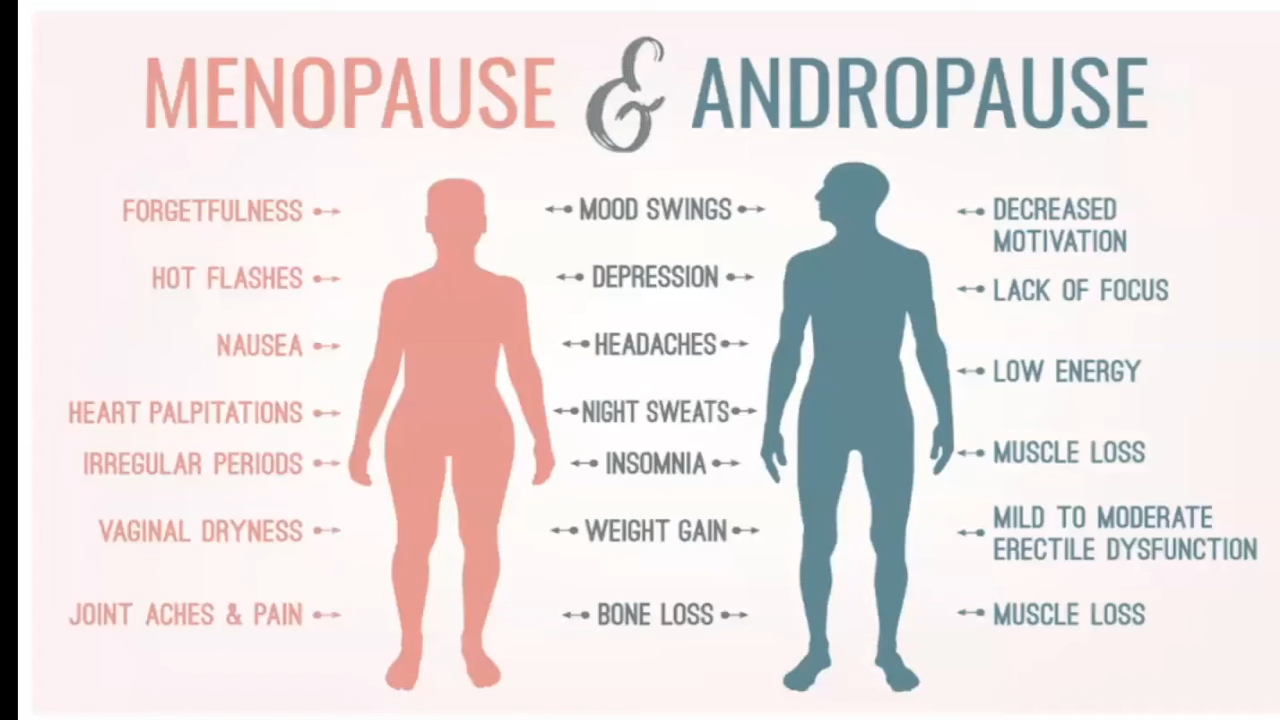 MENOPAUSE & ANDROPAUSE
FORGETFULNESS
HOT FLASHES
NAUSEA
HEART PALPITATIONS
IRREGULAR PERIODS
VAGINAL DRYNESS
JOINT ACHES & PAIN
MOOD SWINGS
DEPRESSION
HEADACHES
NIGHT SWEATS
INSOMNIA
WEIGHT GAIN
BONE LOSS
DECREASED
MOTIVATION
LACK OF FOCUS
LOW ENERGY
MUSCLE LOSS
MILD TO MODERATE
ERECTILE DYSFUNCTION
MUSCLE LOSS